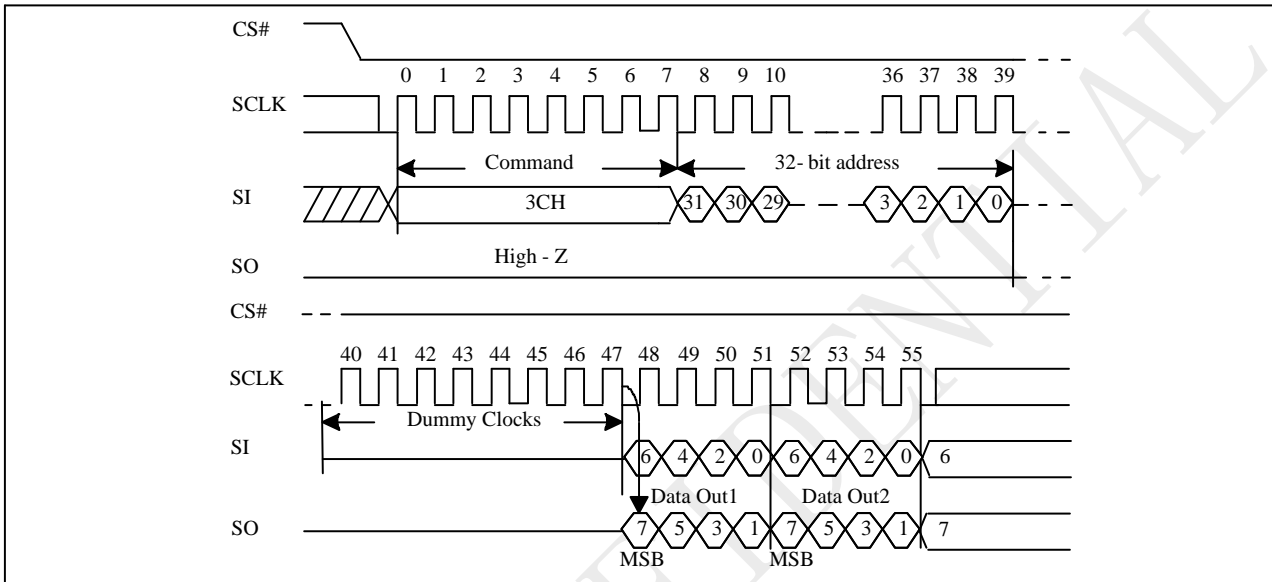 CS#
0 1 2 3 4 5 6 7 8 9 10 36 37 38 39
SCLK
Command 32- bit address
SI 3CH 31 30 29 3 2 1 0
High - Z
SO
CS#
40 41 42 43 44 45 46 47 48 49 50 51 52 53 54 55
SCLK
Dummy Clocks
SI 6 4 2 0 6 4 2 0 6
Data Out1 Data Out2
SO 7 5 3 1 7 5 3 1 7
MSB MSB